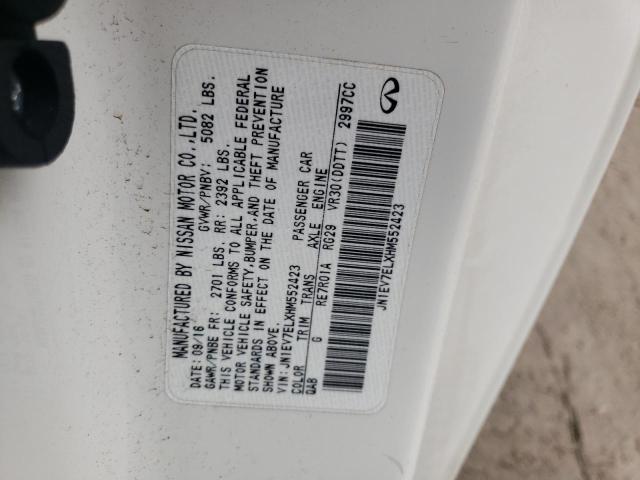 MANUFACTURED BY NISSAN MOTOR CO.,LTD.
DATE: 09/16 GVWR/PNBV: 5082 LBS.
GAWR/PNBE FR: 2701 LBS. RR: 2392 LBS.
THIS VEHICLE CONFORMS TO ALL APPLICABLE FEDERAL
MOTOR VEHICLE SAFETY,BUMPER,AND THEFT PREVENTION
STANDARDS IN EFFECT ON THE DATE OF MANUFACTURE
SHOWN ABOVE.
VIN:JN1EV7ELXHM552423 PASSENGER CAR
COLOR TRIM TRANS AXLE ENGINE
QAB G RE7R01A RG29 VR30(DDTT) 2997CC
JN1EV7ELXHM552423